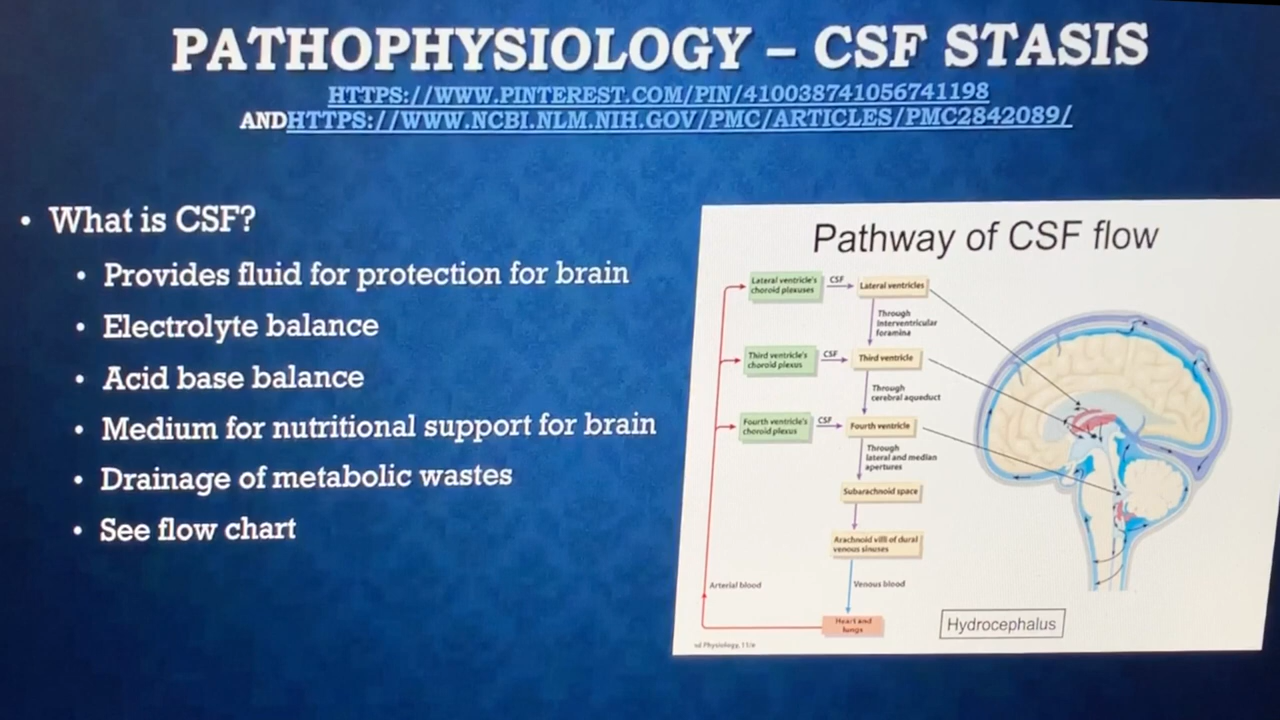 PATHOPHYSIOLOGY – CSF STASIS
HTTPS://WWW.PINTEREST.COM/PIN/410038741056741198
ANDHTTPS://WWW.NCBI.NLM.NIH.GOV/PMC/ARTICLES/PMC2842089/
• What is CSF?
• Provides fluid for protection for brain
• Electrolyte balance
• Acid base balance
• Medium for nutritional support for brain
• Drainage of metabolic wastes
• See flow chart
Pathway of CSF flow
Lateral ventricle's
choroid plexuses
CSF
Lateral ventricles
Through
interventricular
foramina
Third ventricle's
choroid plexus
CSF
Third ventricle
Through
cerebral aqueduct
Fourth ventricle's
choroid plexus
CSF
Fourth ventricle
Through
lateral and median
apertures
Subarachnoid space
Arachnoid villi of dural
venous sinuses
Arterial blood
Venous blood
Heart and
lungs
Hydrocephalus
nd Physiology, 11/e